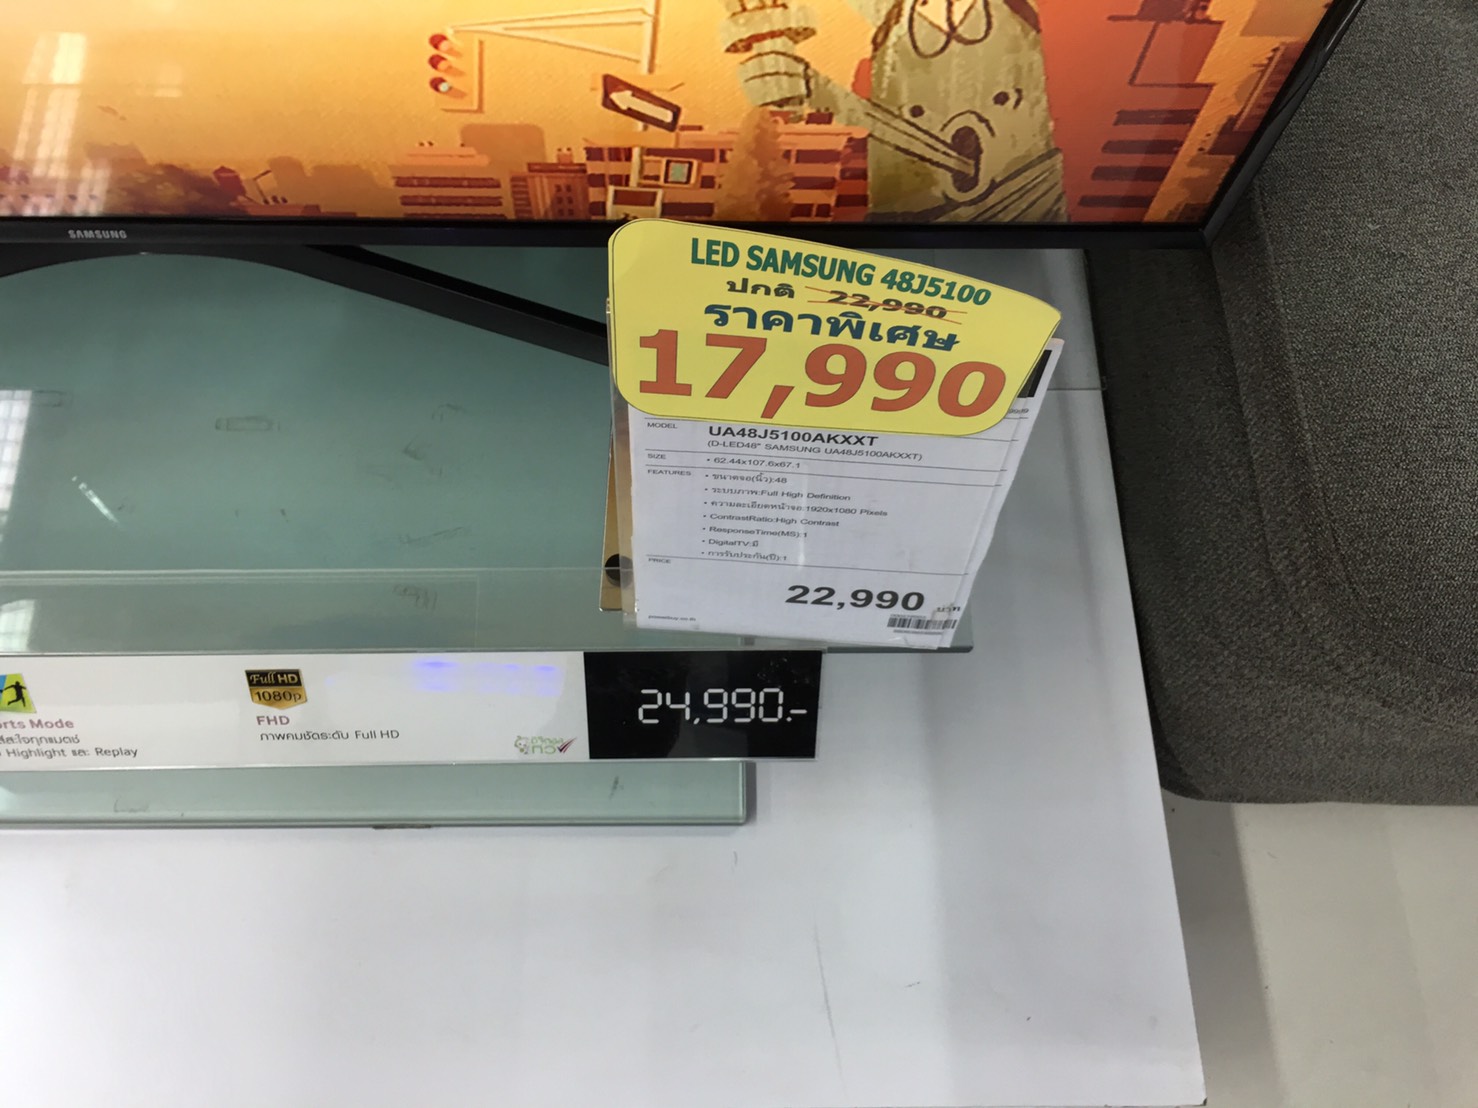 SAMSUNG
LED SAMSUNG 48J5100
ปกติ 22,990
ราคาพิเศษ
17,990
MODEL UA48J5100AKXXT
(D-LED48" SAMSUNG UA48J5100AKXXT)
SIZE • 62.44x107.6x67.1
FEATURES • ขนาดจอ(นิ้ว):48
• ระบบภาพ:Full High Definition
• ความละเอียดหน้าจอ:1920x1080 Pixels
• ContrastRatio:High Contrast
• ResponseTime(MS):1
• DigitalTV:มี
• การรับประกัน(ปี):1
PRICE
22,990 บาท
Full HD
1080p
FHD
ภาพคมชัดระดับ Full HD
rts Mode
Highlight และ Replay
24,990.-